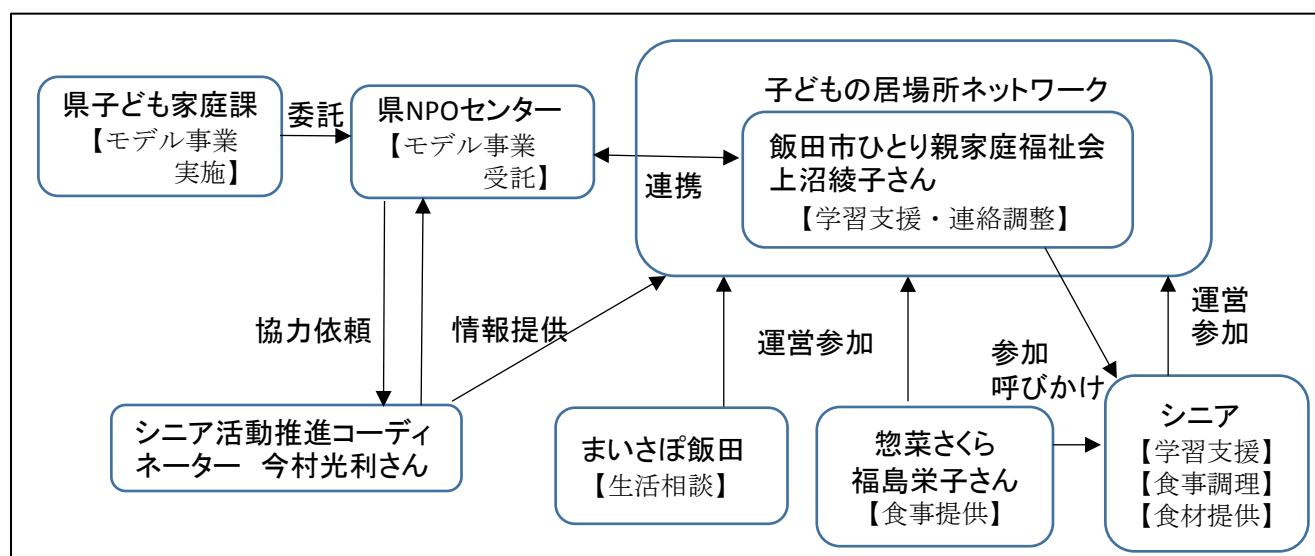 子どもの居場所ネットワーク
県子ども家庭課
【モデル事業
実施】
委託
県NPOセンター
【モデル事業
受託】
連携
飯田市ひとり親家庭福祉会
上沼綾子さん
【学習支援・連絡調整】
協力依頼
情報提供
運営参加
参加
呼びかけ
運営
参加
シニア活動推進コーディ
ネーター 今村光利さん
まいさぽ飯田
【生活相談】
惣菜さくら
福島栄子さん
【食事提供】
シニア
【学習支援】
【食事調理】
【食材提供】